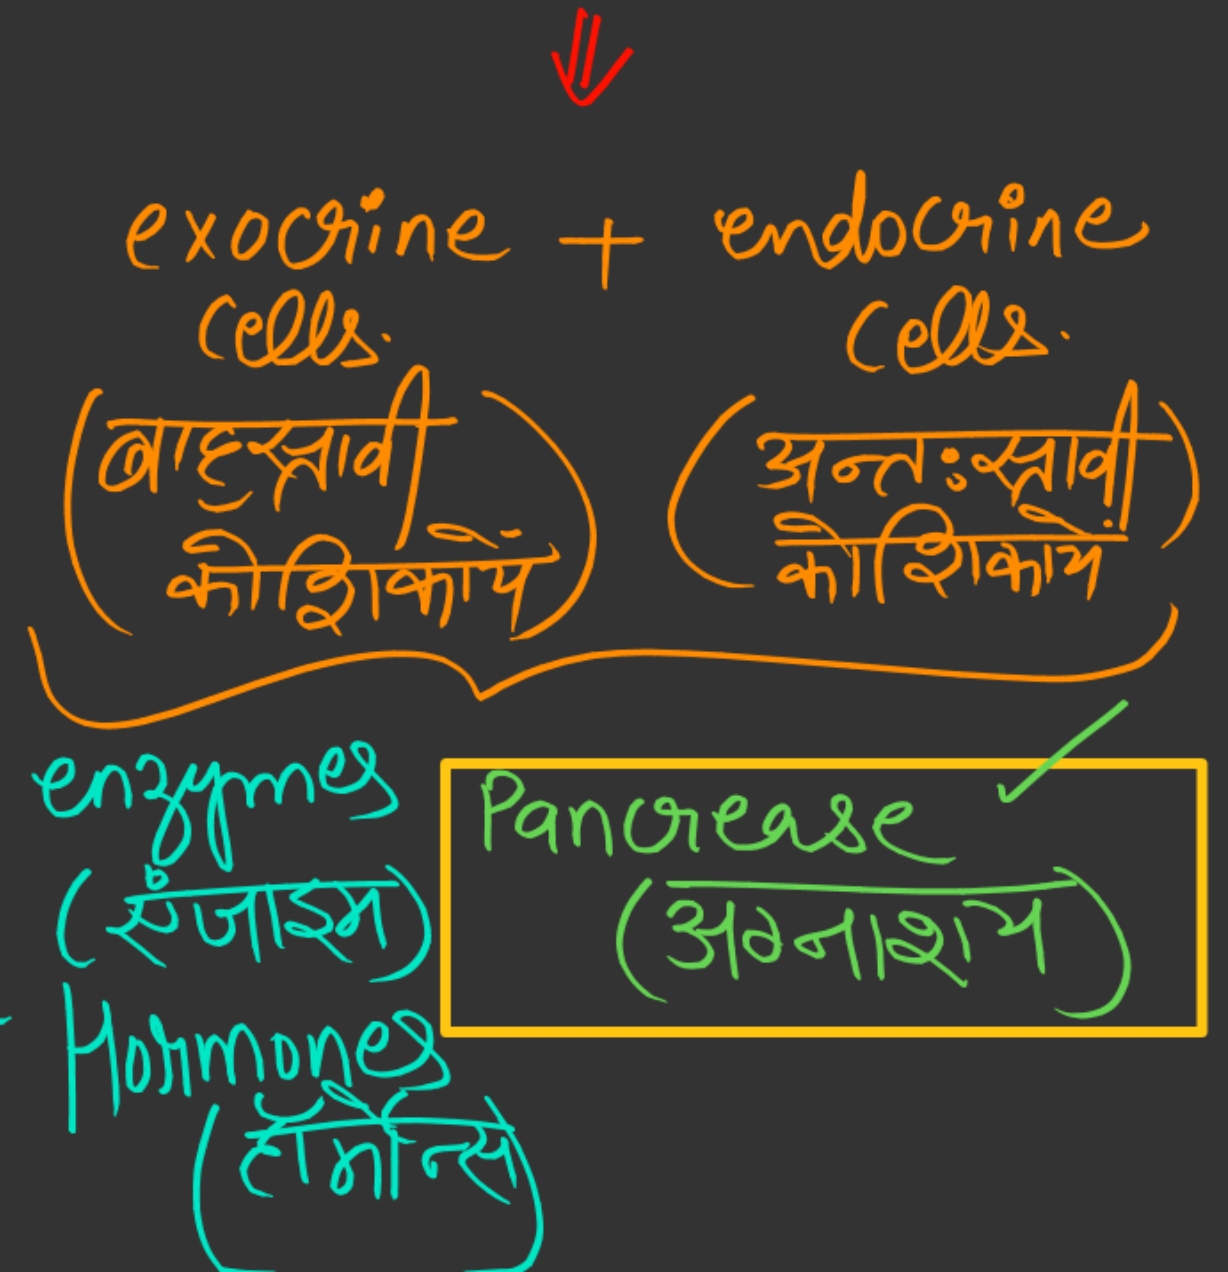 exocrine + endocrine
cells. cells.
(बाह्स्त्रावी (अन्त:स्त्रावी)
कोशिकायें) कोशिकायें
enzymes
(एंजाइम)
Pancrease
(अग्नाशय)
Hormones
(हॉर्मोन्स)